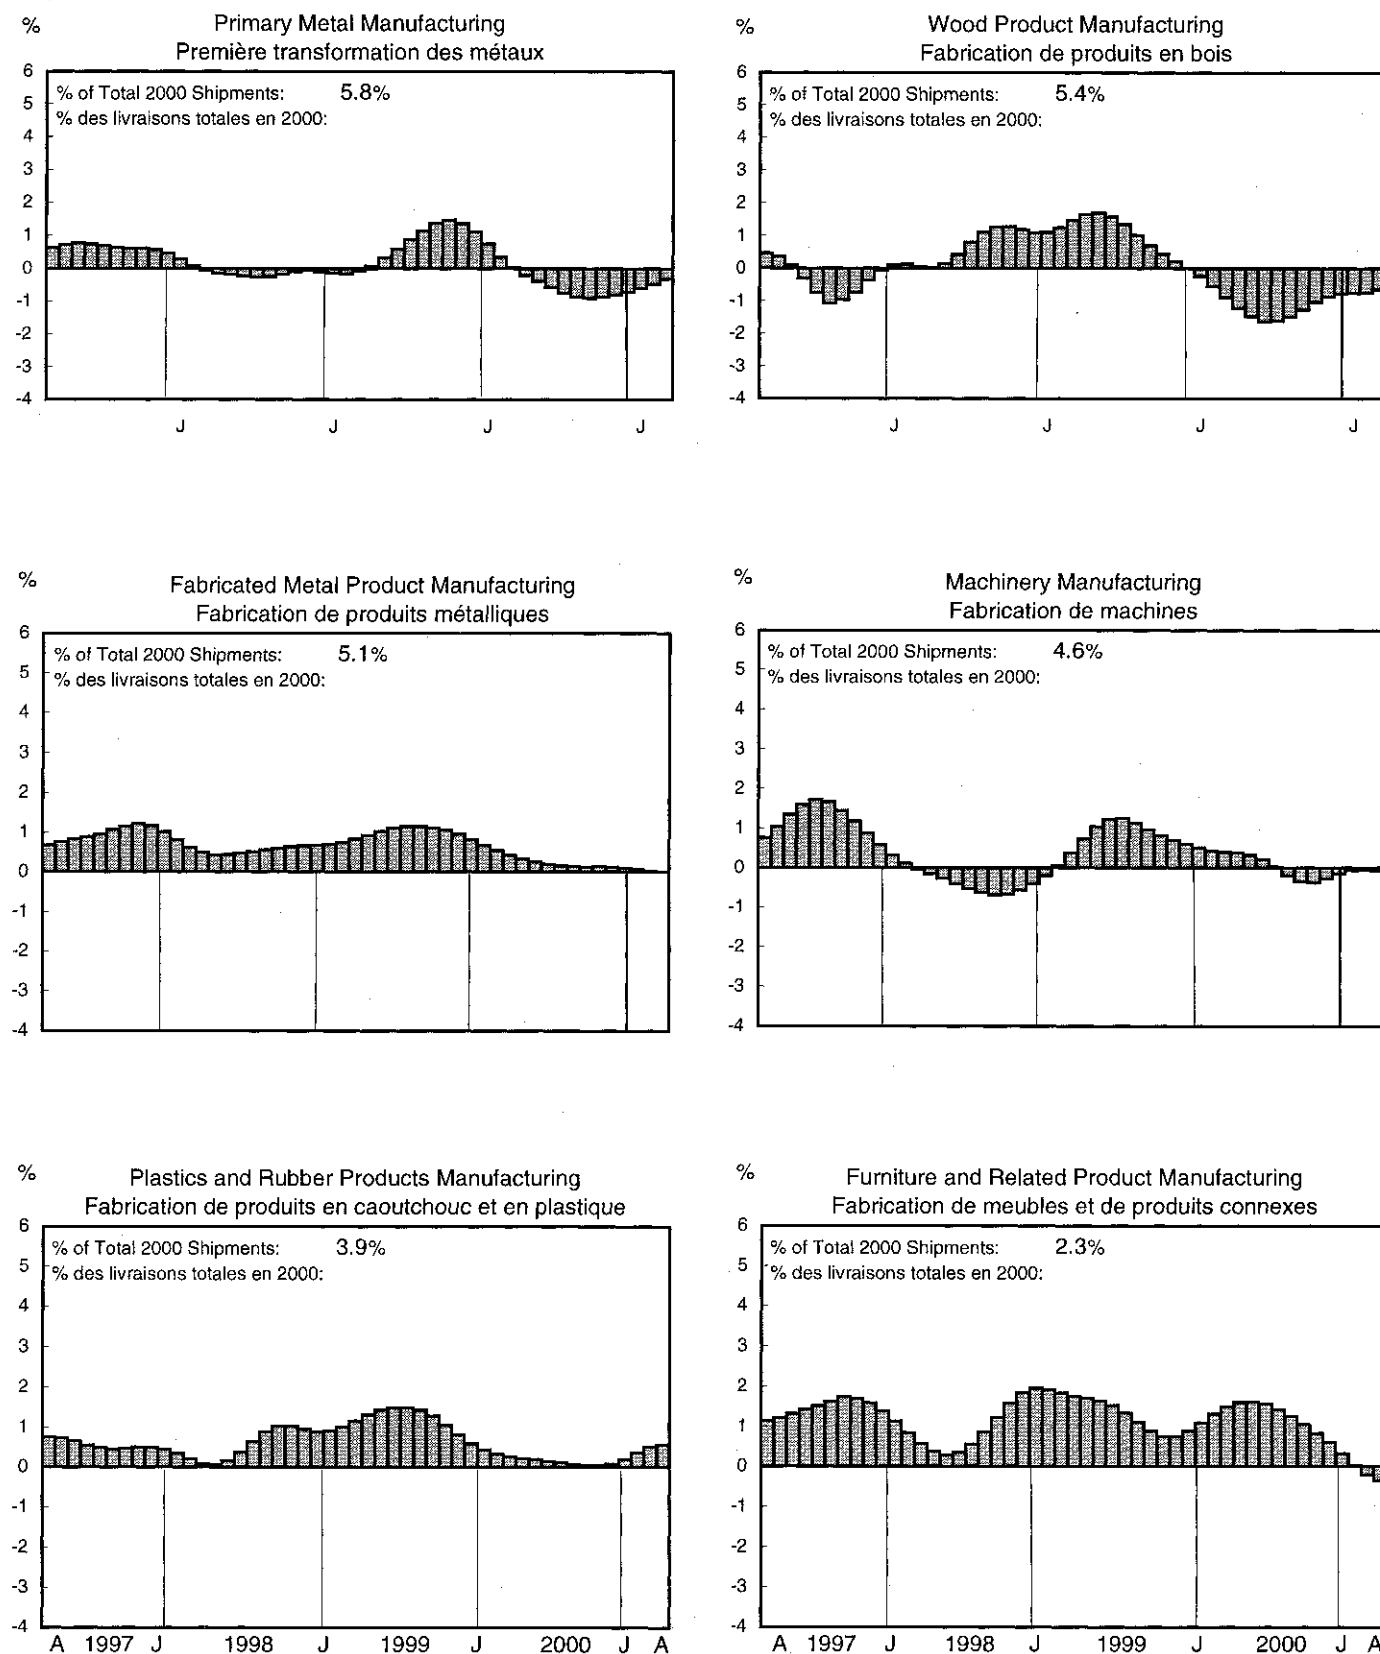 %
Primary Metal Manufacturing
Première transformation des métaux
6
% of Total 2000 Shipments: 5.8%
5
% des livraisons totales en 2000:
4
3
2
1
0
-1
-2
-3
-4
J J J J
%
Wood Product Manufacturing
Fabrication de produits en bois
6
% of Total 2000 Shipments: 5.4%
5
% des livraisons totales en 2000:
4
3
2
1
0
-1
-2
-3
-4
J J J J
%
Fabricated Metal Product Manufacturing
Fabrication de produits métalliques
6
% of Total 2000 Shipments: 5.1%
5
% des livraisons totales en 2000:
4
3
2
1
0
-1
-2
-3
-4
%
Machinery Manufacturing
Fabrication de machines
6
% of Total 2000 Shipments: 4.6%
5
% des livraisons totales en 2000:
4
3
2
1
0
-1
-2
-3
-4
%
Plastics and Rubber Products Manufacturing
Fabrication de produits en caoutchouc et en plastique
6
% of Total 2000 Shipments: 3.9%
5
% des livraisons totales en 2000:
4
3
2
1
0
-1
-2
-3
-4
A 1997 J 1998 J 1999 J 2000 J A
%
Furniture and Related Product Manufacturing
Fabrication de meubles et de produits connexes
6
% of Total 2000 Shipments: 2.3%
5
% des livraisons totales en 2000:
4
3
2
1
0
-1
-2
-3
-4
A 1997 J 1998 J 1999 J 2000 J A